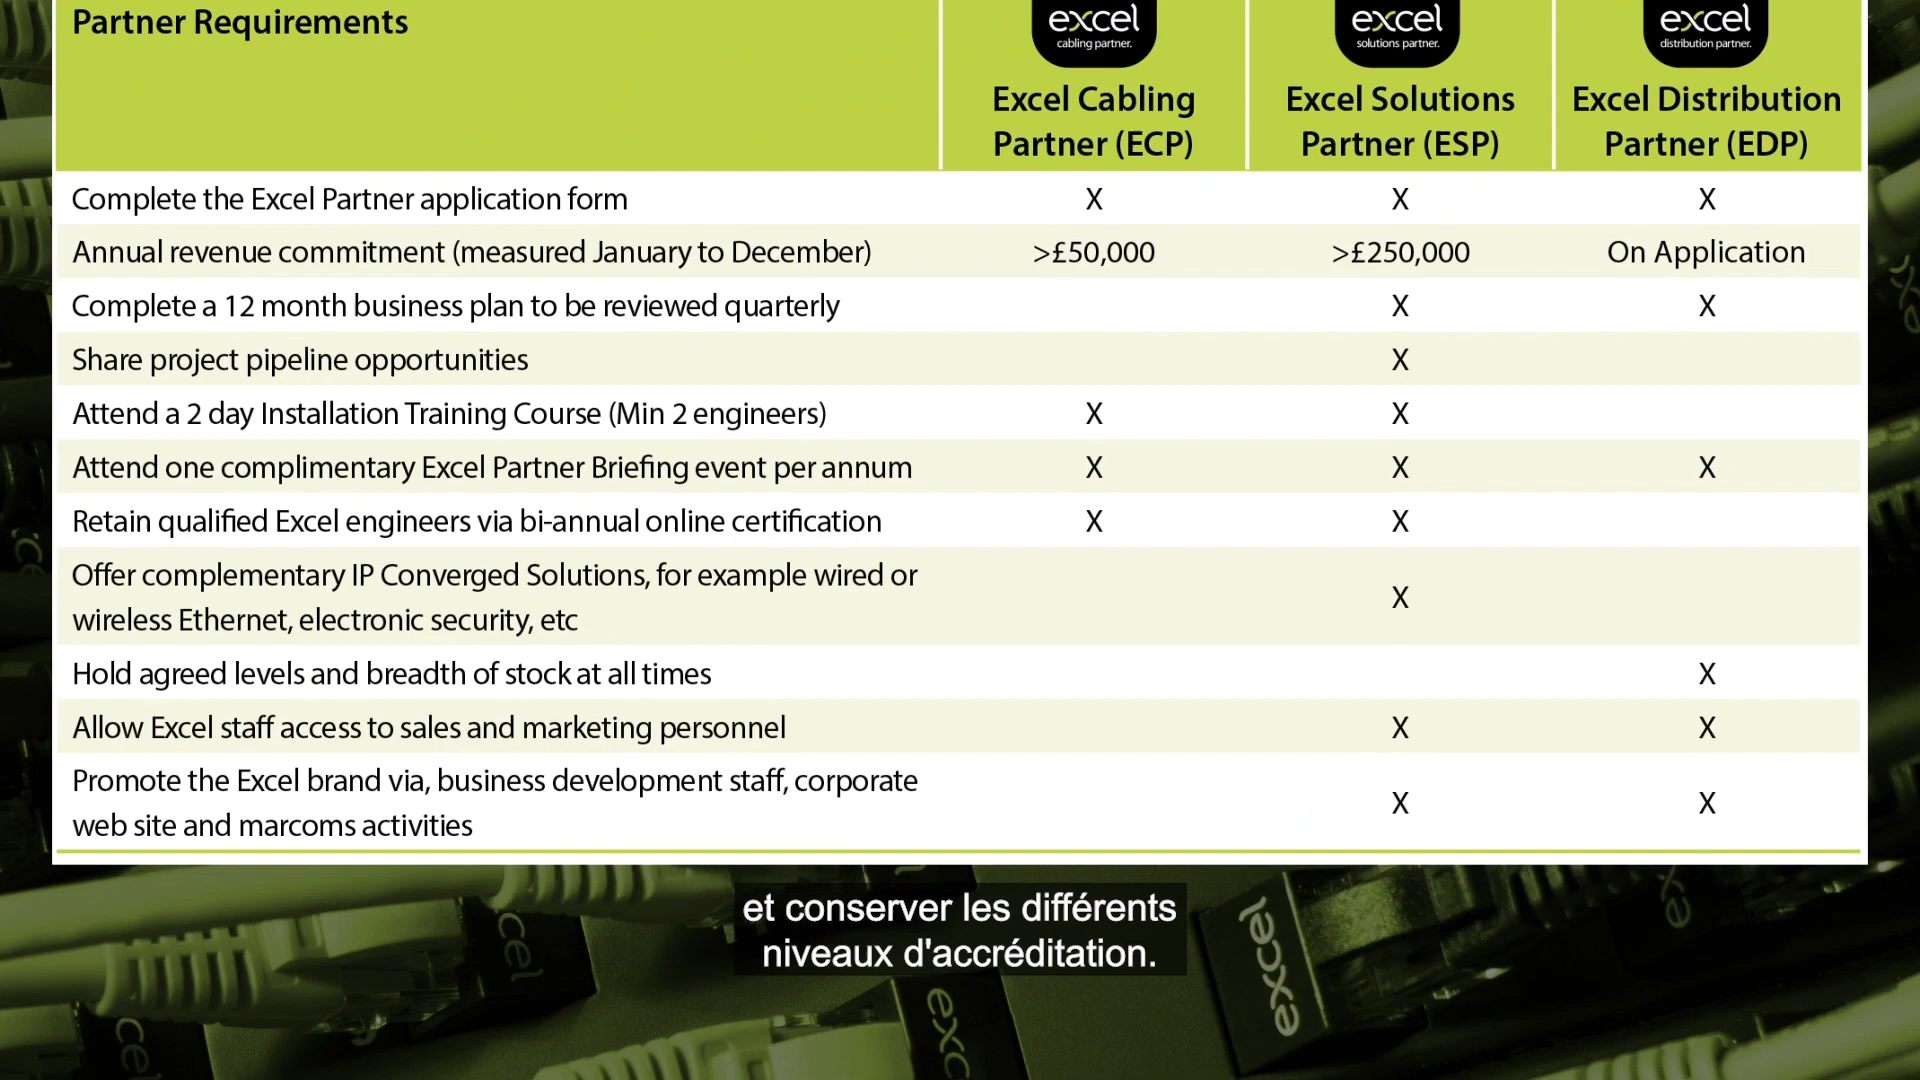 Partner Requirements
excel
cabling partner.
Excel Cabling
Partner (ECP)
excel
solutions partner.
Excel Solutions
Partner (ESP)
excel
distribution partner.
Excel Distribution
Partner (EDP)
Complete the Excel Partner application form X X X
Annual revenue commitment (measured January to December) >£50,000 >£250,000 On Application
Complete a 12 month business plan to be reviewed quarterly X X
Share project pipeline opportunities X
Attend a 2 day Installation Training Course (Min 2 engineers) X X
Attend one complimentary Excel Partner Briefing event per annum X X X
Retain qualified Excel engineers via bi-annual online certification X X
Offer complementary IP Converged Solutions, for example wired or
wireless Ethernet, electronic security, etc X
Hold agreed levels and breadth of stock at all times X
Allow Excel staff access to sales and marketing personnel X X
Promote the Excel brand via, business development staff, corporate
web site and marcoms activities X X
et conserver les différents
niveaux d'accréditation.
excel